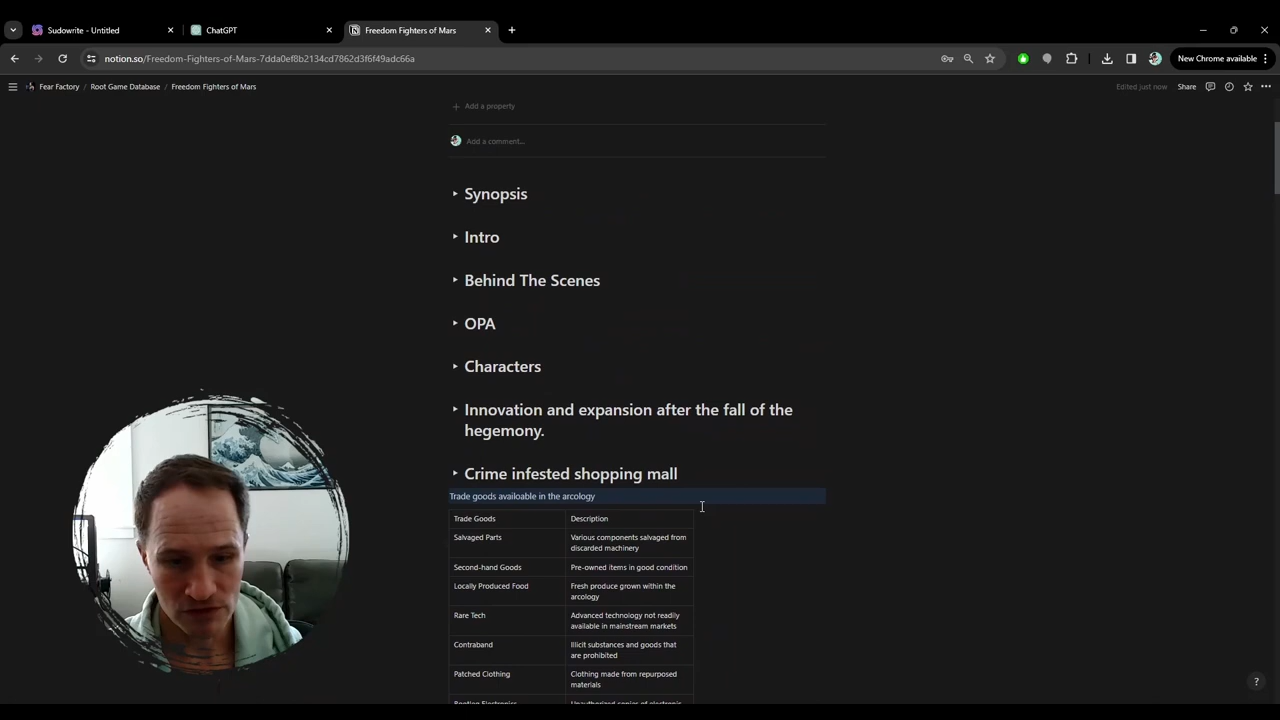 Sudowrite - Untitled
ChatGPT
Freedom Fighters of Mars
notion.so/Freedom-Fighters-of-Mars-7dda0ef8b2134cd7862d3f6f49adc66a
New Chrome available
Fear Factory / Root Game Database / Freedom Fighters of Mars
Edited just now
Share
Add a property
Add a comment...
Synopsis
Intro
Behind The Scenes
OPA
Characters
Innovation and expansion after the fall of the
hegemony.
Crime infested shopping mall
Trade goods availoable in the arcology
Trade Goods
Description
Salvaged Parts
Various components salvaged from
discarded machinery
Second-hand Goods
Pre-owned items in good condition
Locally Produced Food
Fresh produce grown within the
arcology
Rare Tech
Advanced technology not readily
available in mainstream markets
Contraband
Illicit substances and goods that
are prohibited
Patched Clothing
Clothing made from repurposed
materials
?